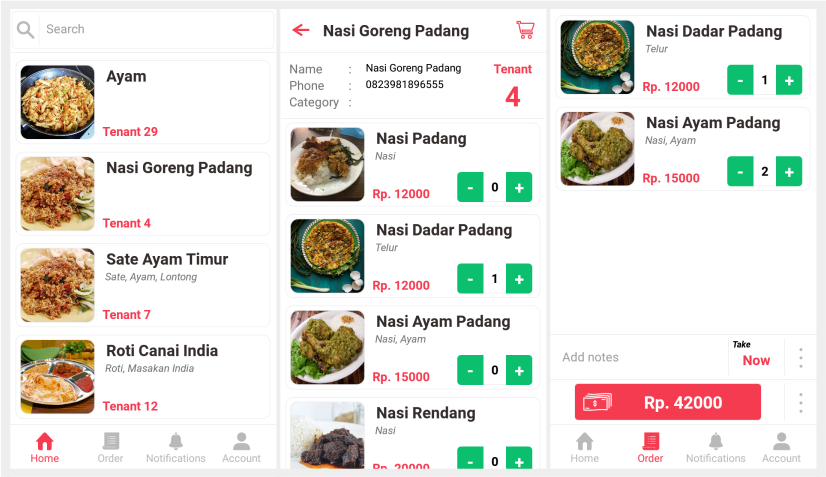 Search
Ayam
Tenant 29
Nasi Goreng Padang
Tenant 4
Sate Ayam Timur
Sate, Ayam, Lontong
Tenant 7
Roti Canai India
Roti, Masakan India
Tenant 12
Home
Order
Notifications
Account
Nasi Goreng Padang
Name : Nasi Goreng Padang
Phone : 0823981896555
Category :
Tenant
4
Nasi Padang
Nasi
Rp. 12000 - 0 +
Nasi Dadar Padang
Telur
Rp. 12000 - 1 +
Nasi Ayam Padang
Nasi, Ayam
Rp. 15000 - 0 +
Nasi Rendang
Nasi
Rp. 20000 - 0 +
Nasi Dadar Padang
Telur
Rp. 12000 - 1 +
Nasi Ayam Padang
Nasi, Ayam
Rp. 15000 - 2 +
Add notes
Take
Now
$
Rp. 42000
Home
Order
Notifications
Account